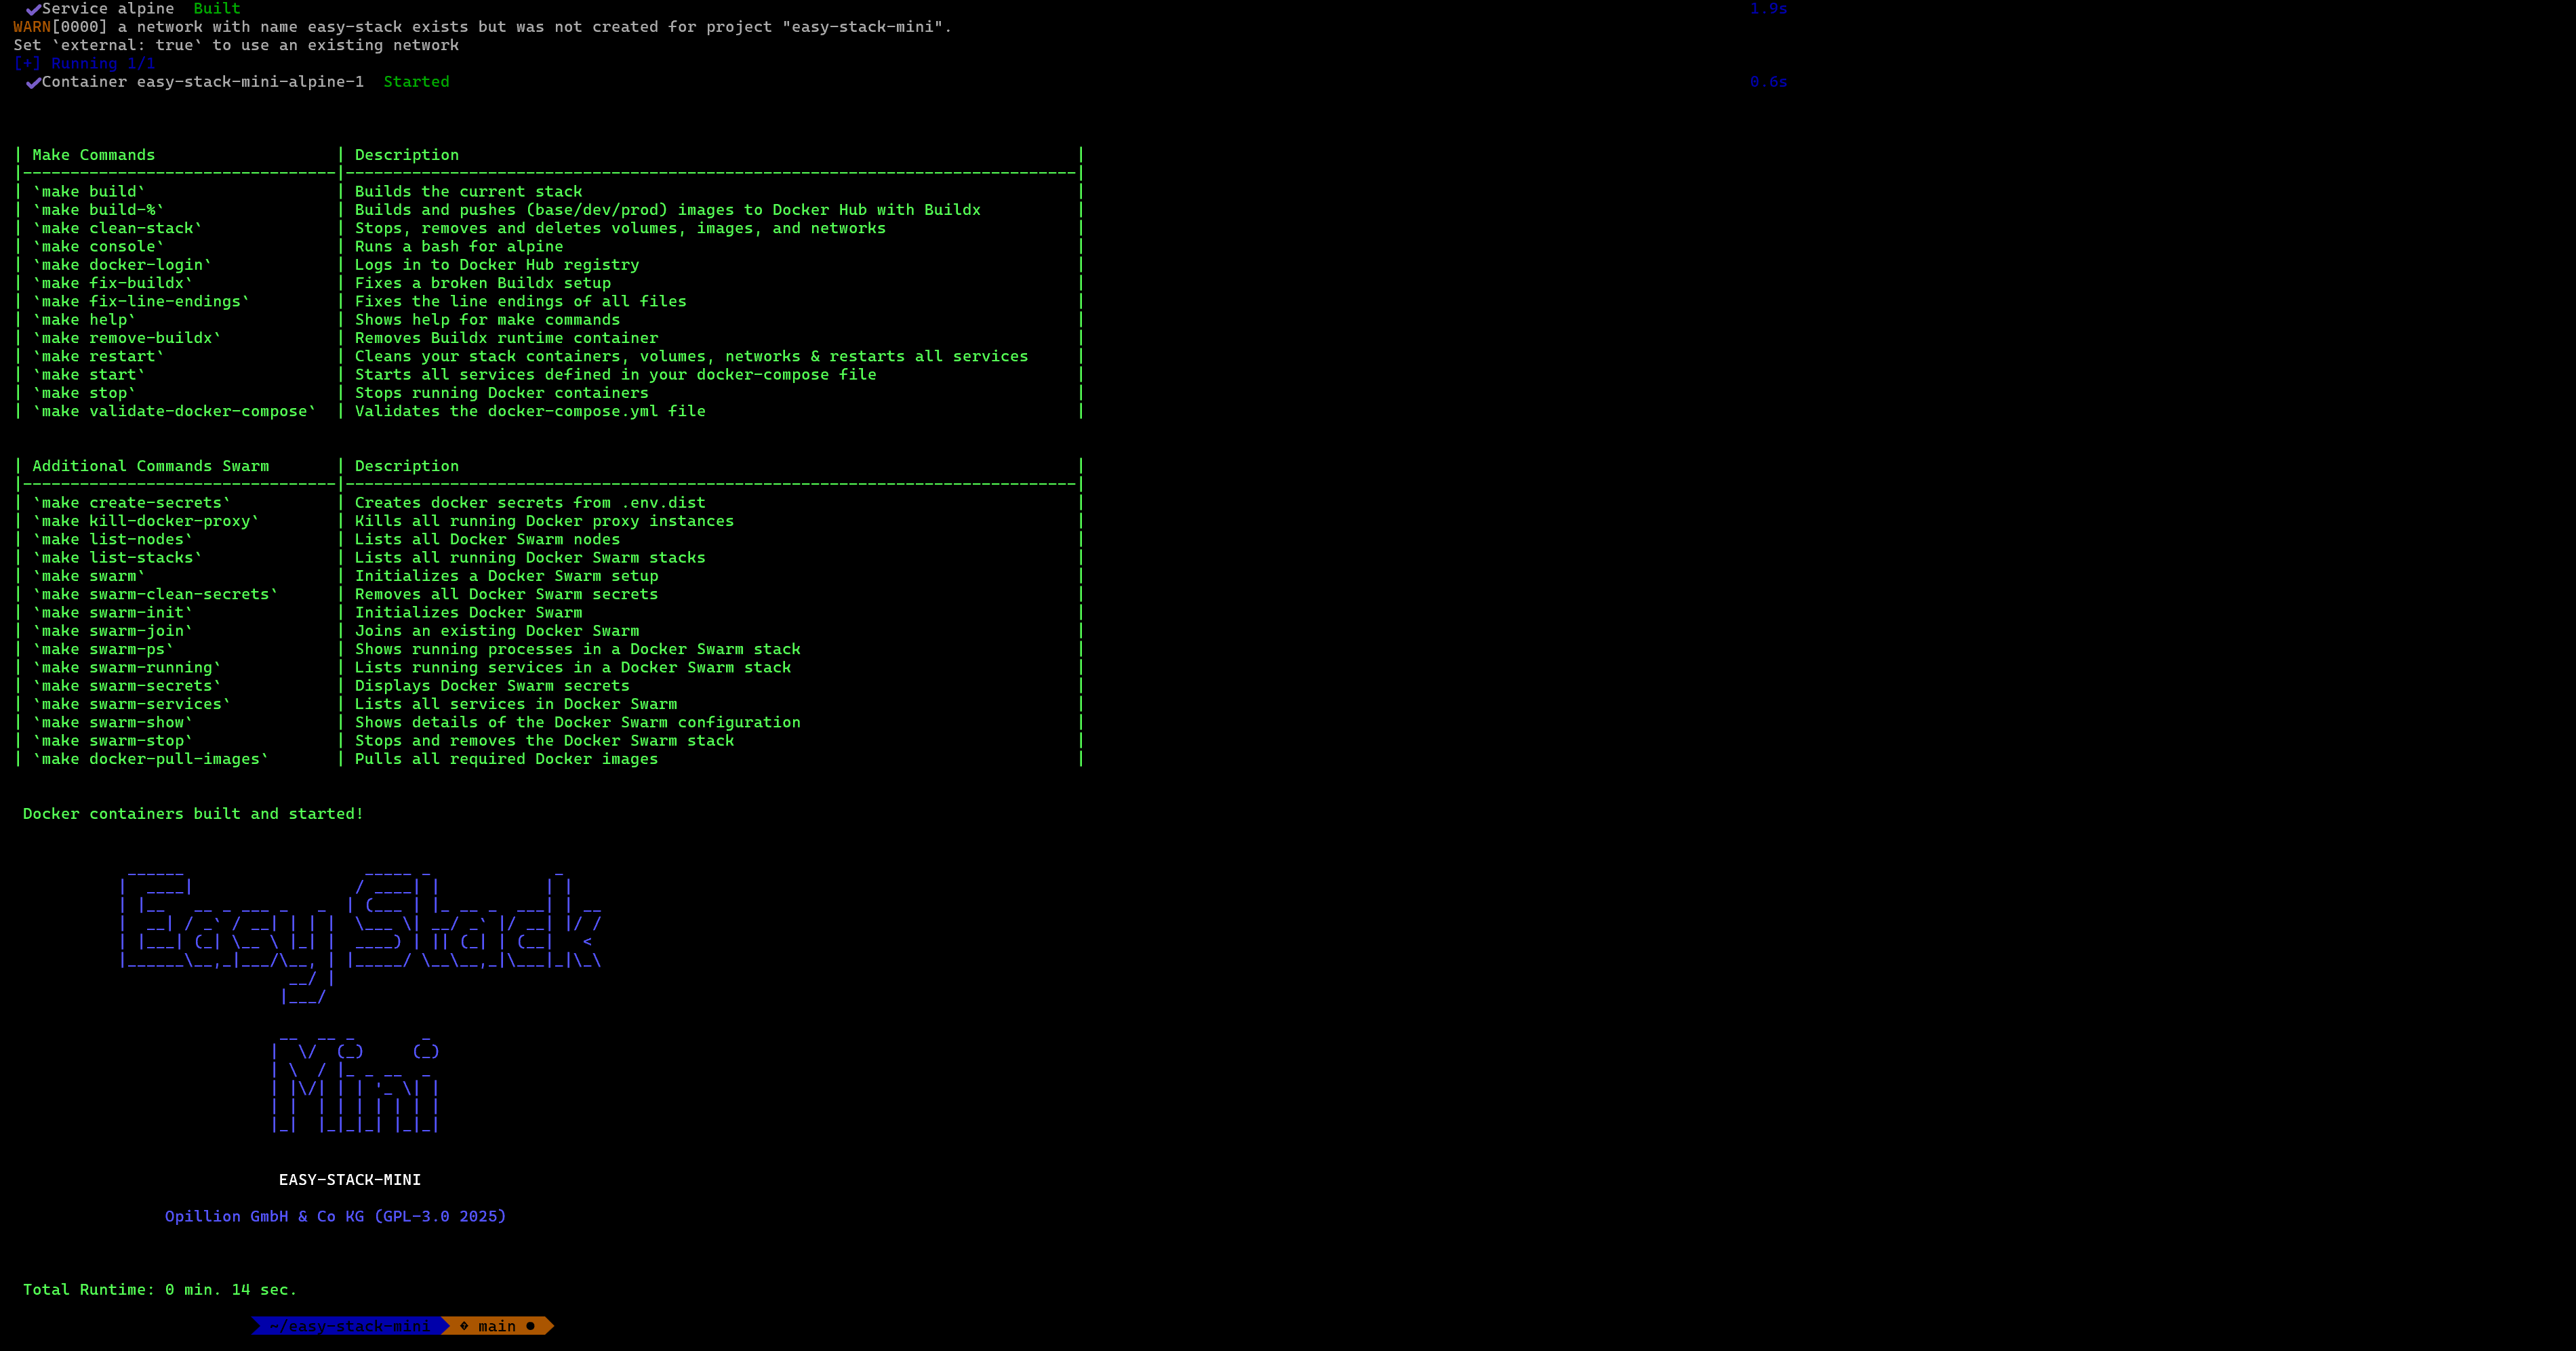 ✔Service alpine  Built 1.9s
WARN[0000] a network with name easy-stack exists but was not created for project "easy-stack-mini".
Set `external: true` to use an existing network
[+] Running 1/1
✔Container easy-stack-mini-alpine-1  Started 0.6s
| Make Commands                   | Description |
|---------------------------------|-----------------------------------------------------------------------------|
| `make build`                    | Builds the current stack |
| `make build-%`                  | Builds and pushes (base/dev/prod) images to Docker Hub with Buildx |
| `make clean-stack`              | Stops, removes and deletes volumes, images, and networks |
| `make console`                  | Runs a bash for alpine |
| `make docker-login`             | Logs in to Docker Hub registry |
| `make fix-buildx`               | Fixes a broken Buildx setup |
| `make fix-line-endings`         | Fixes the line endings of all files |
| `make help`                     | Shows help for make commands |
| `make remove-buildx`            | Removes Buildx runtime container |
| `make restart`                  | Cleans your stack containers, volumes, networks & restarts all services |
| `make start`                    | Starts all services defined in your docker-compose file |
| `make stop`                     | Stops running Docker containers |
| `make validate-docker-compose`  | Validates the docker-compose.yml file |
| Additional Commands Swarm       | Description |
|---------------------------------|-----------------------------------------------------------------------------|
| `make create-secrets`           | Creates docker secrets from .env.dist |
| `make kill-docker-proxy`        | Kills all running Docker proxy instances |
| `make list-nodes`               | Lists all Docker Swarm nodes |
| `make list-stacks`              | Lists all running Docker Swarm stacks |
| `make swarm`                    | Initializes a Docker Swarm setup |
| `make swarm-clean-secrets`      | Removes all Docker Swarm secrets |
| `make swarm-init`               | Initializes Docker Swarm |
| `make swarm-join`               | Joins an existing Docker Swarm |
| `make swarm-ps`                 | Shows running processes in a Docker Swarm stack |
| `make swarm-running`            | Lists running services in a Docker Swarm stack |
| `make swarm-secrets`            | Displays Docker Swarm secrets |
| `make swarm-services`           | Lists all services in Docker Swarm |
| `make swarm-show`               | Shows details of the Docker Swarm configuration |
| `make swarm-stop`               | Stops and removes the Docker Swarm stack |
| `make docker-pull-images`       | Pulls all required Docker images |
Docker containers built and started!
Easy Stack
Mini
EASY-STACK-MINI
Opillion GmbH & Co KG (GPL-3.0 2025)
Total Runtime: 0 min. 14 sec.
~/easy-stack-mini � main ●